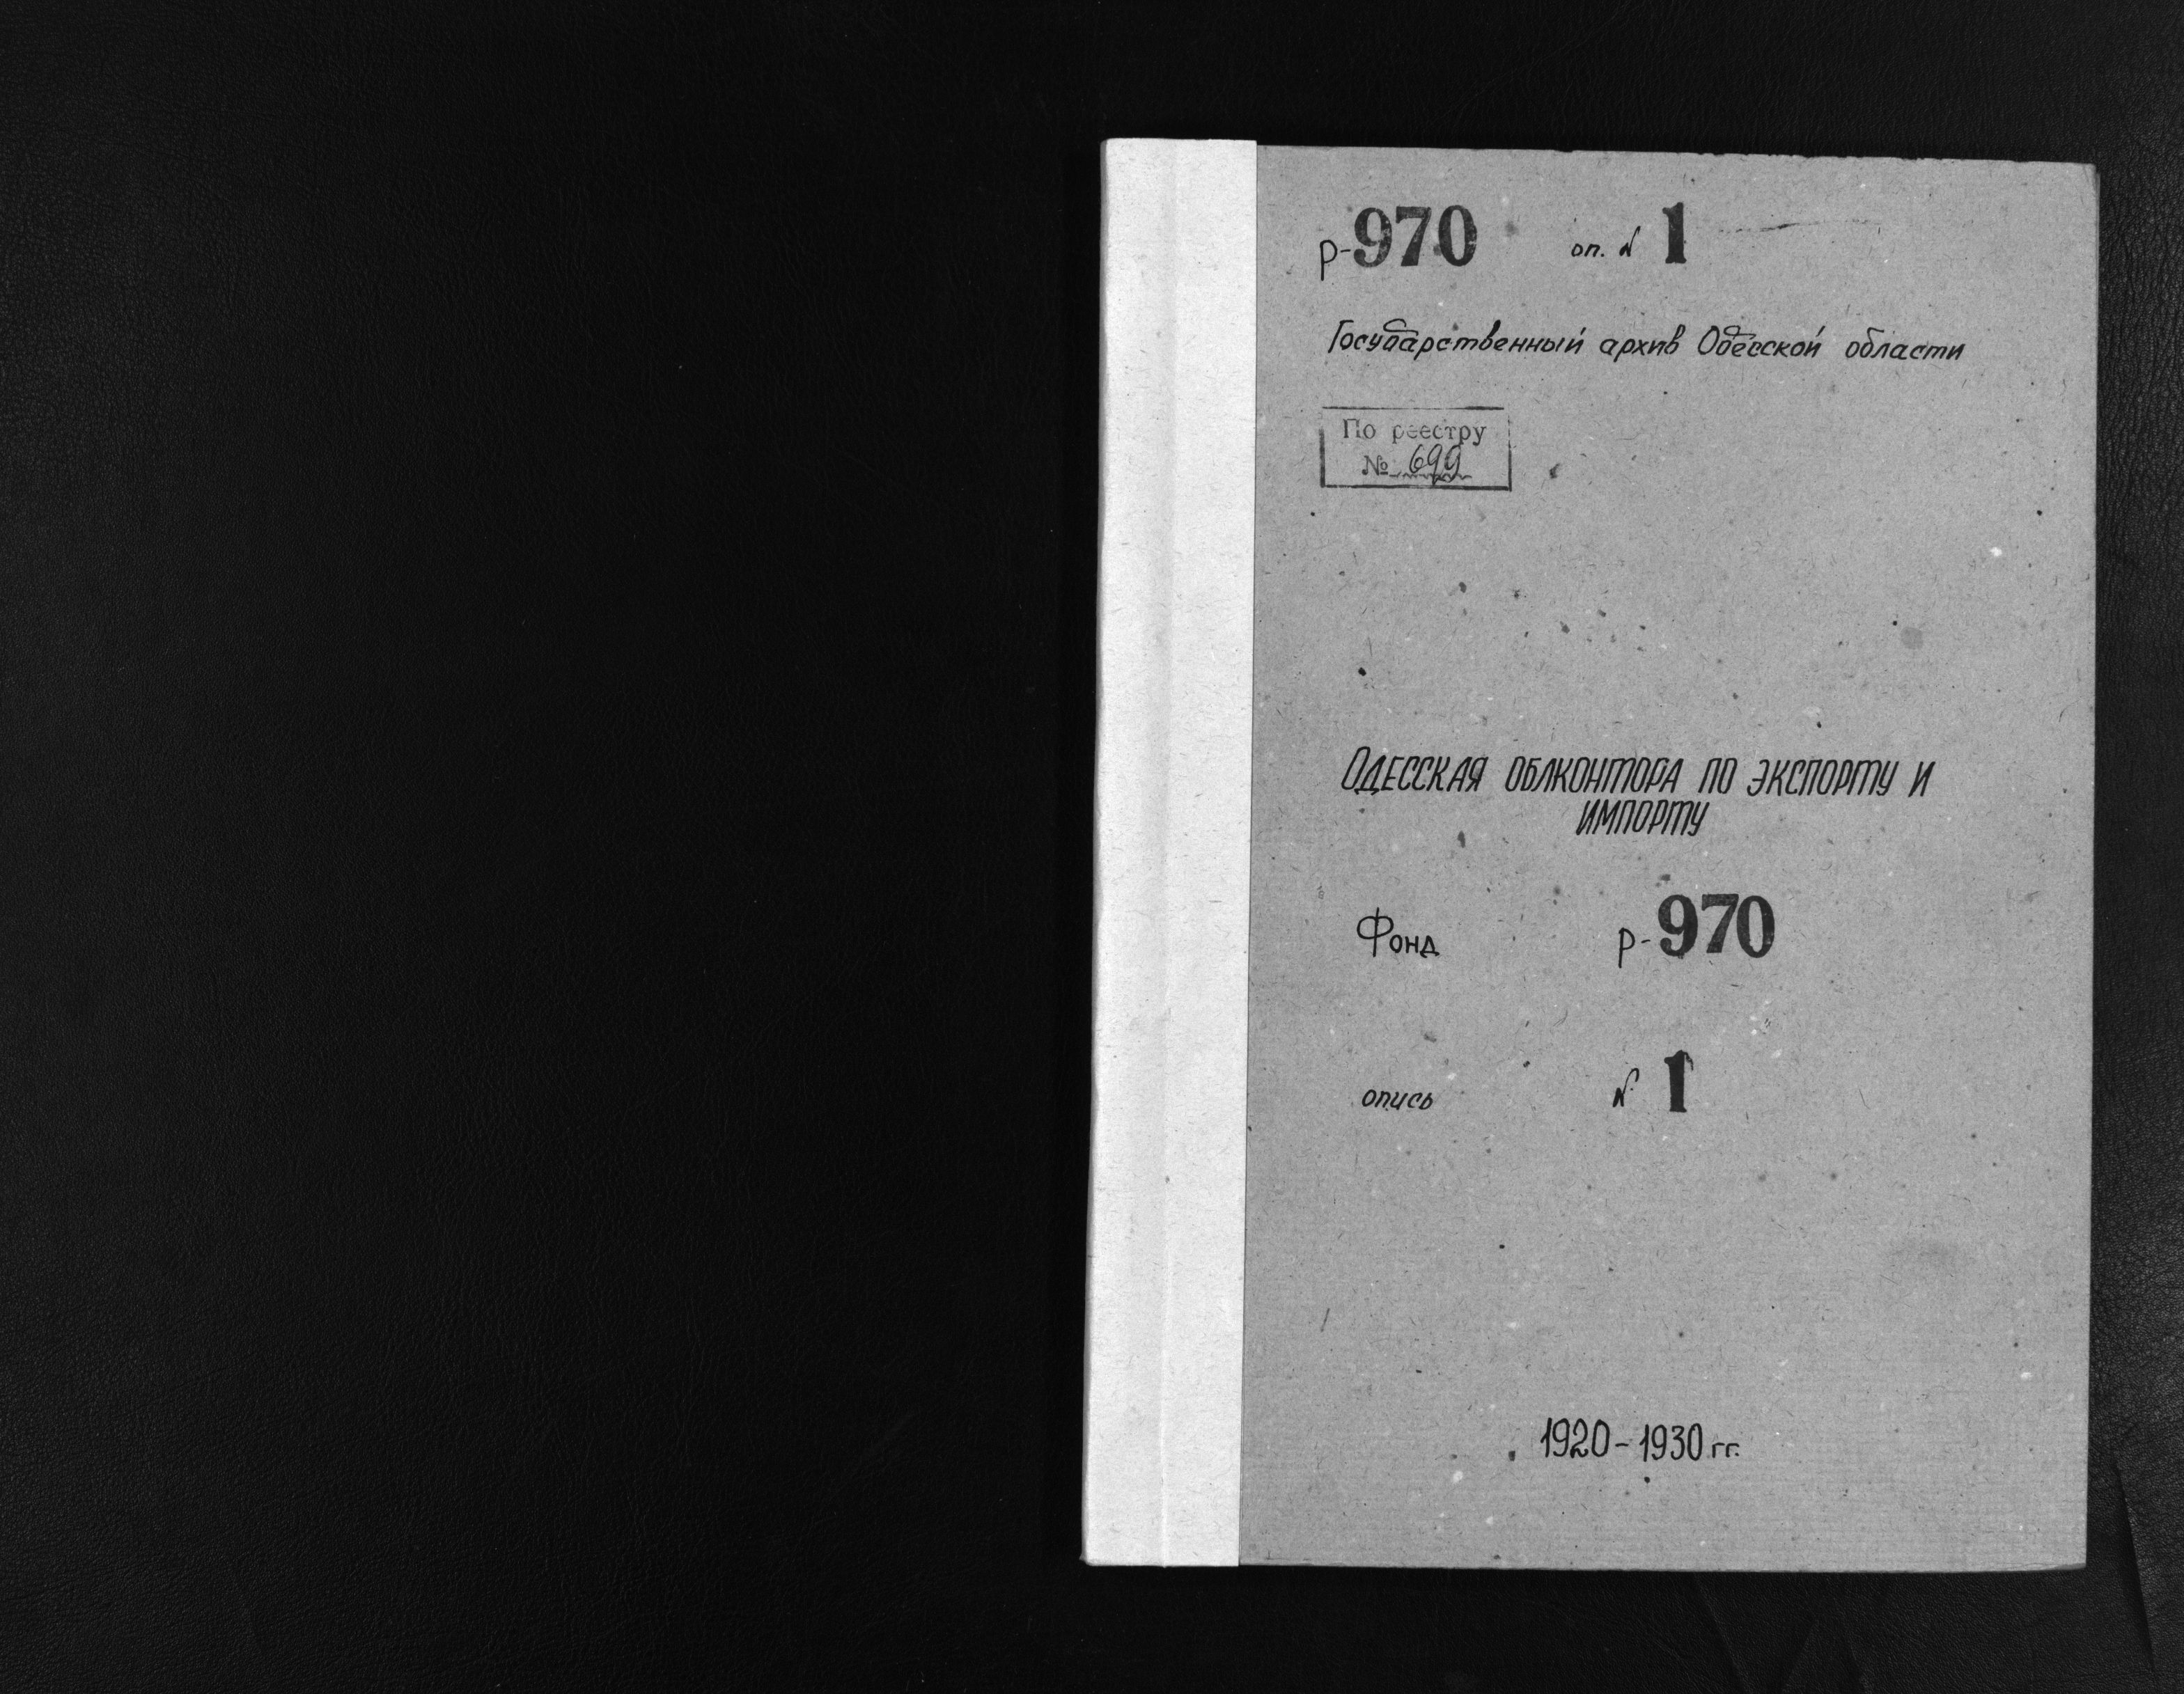 р-970 оп. № 1
Государственный архив Одесской области
По реестру
№ 699
ОДЕССКАЯ ОБЛКОНТОРА ПО ЭКСПОРТУ И
ИМПОРТУ
Фонд р-970
опись № 1
1920-1930 гг.